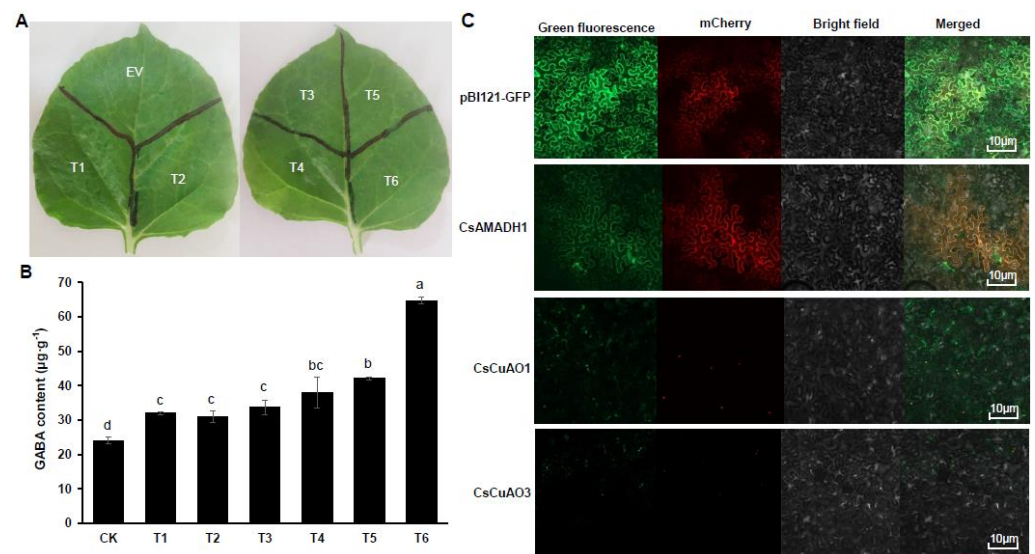 A
EV
T1
T2
T3
T5
T4
T6
B
GABA content (μg·g-1)
70
60
50
40
30
20
10
0
d
c
c
c
bc
b
a
CK T1 T2 T3 T4 T5 T6
C
Green fluorescence mCherry Bright field Merged
pBI121-GFP
10μm
CsAMADH1
10μm
CsCuAO1
10μm
CsCuAO3
10μm